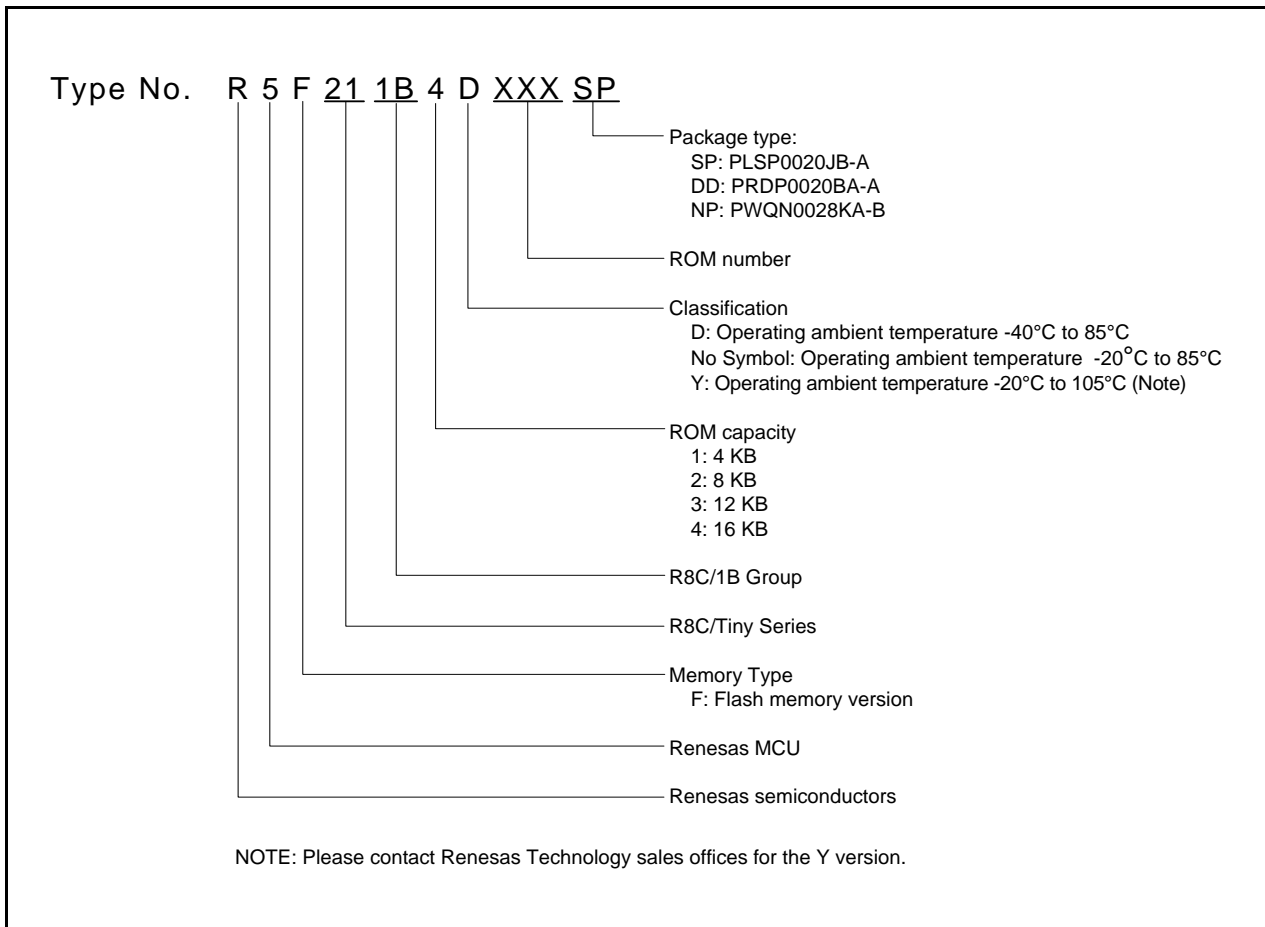 Type No. R 5 F 21 1B 4 D XXX SP
Package type:
SP: PLSP0020JB-A
DD: PRDP0020BA-A
NP: PWQN0028KA-B
ROM number
Classification
D: Operating ambient temperature -40°C to 85°C
No Symbol: Operating ambient temperature -20°C to 85°C
Y: Operating ambient temperature -20°C to 105°C (Note)
ROM capacity
1: 4 KB
2: 8 KB
3: 12 KB
4: 16 KB
R8C/1B Group
R8C/Tiny Series
Memory Type
F: Flash memory version
Renesas MCU
Renesas semiconductors
NOTE: Please contact Renesas Technology sales offices for the Y version.